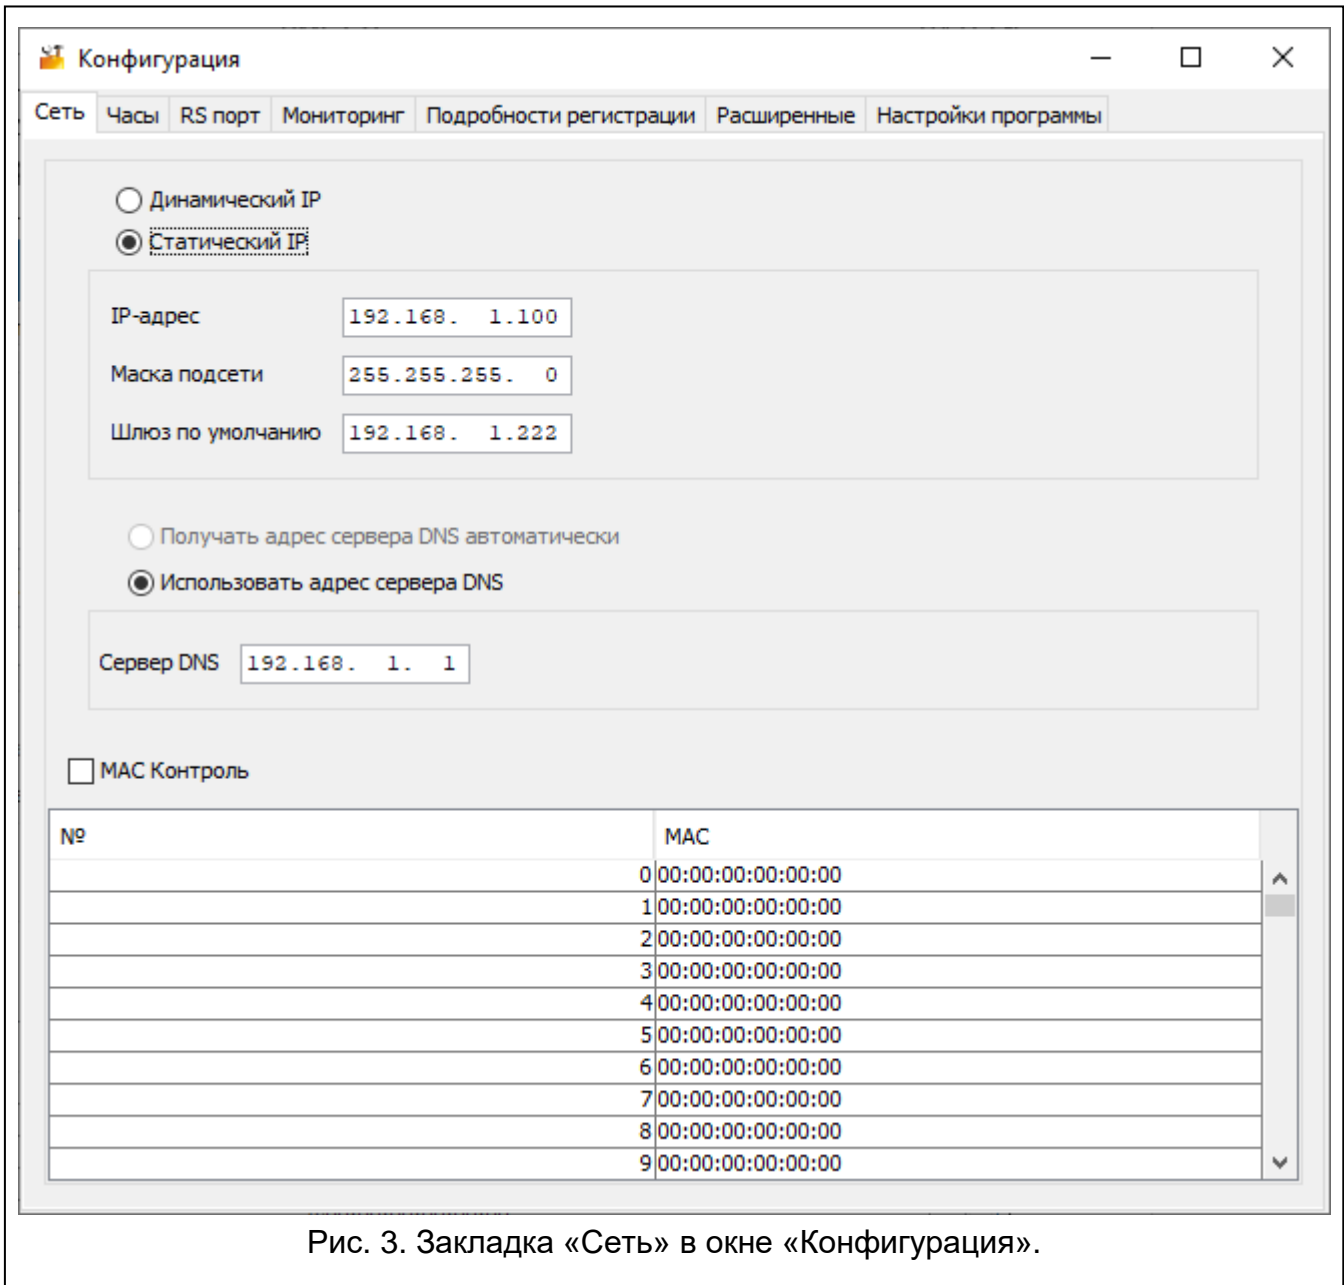 Конфигурация
Сеть Часы RS порт Мониторинг Подробности регистрации Расширенные Настройки программы
Динамический IP
Статический IP
IP-адрес 192.168. 1.100
Маска подсети 255.255.255. 0
Шлюз по умолчанию 192.168. 1.222
Получать адрес сервера DNS автоматически
Использовать адрес сервера DNS
Сервер DNS 192.168. 1. 1
MAC Контроль
№ MAC
0 00:00:00:00:00:00
1 00:00:00:00:00:00
2 00:00:00:00:00:00
3 00:00:00:00:00:00
4 00:00:00:00:00:00
5 00:00:00:00:00:00
6 00:00:00:00:00:00
7 00:00:00:00:00:00
8 00:00:00:00:00:00
9 00:00:00:00:00:00
Рис. 3. Закладка «Сеть» в окне «Конфигурация».